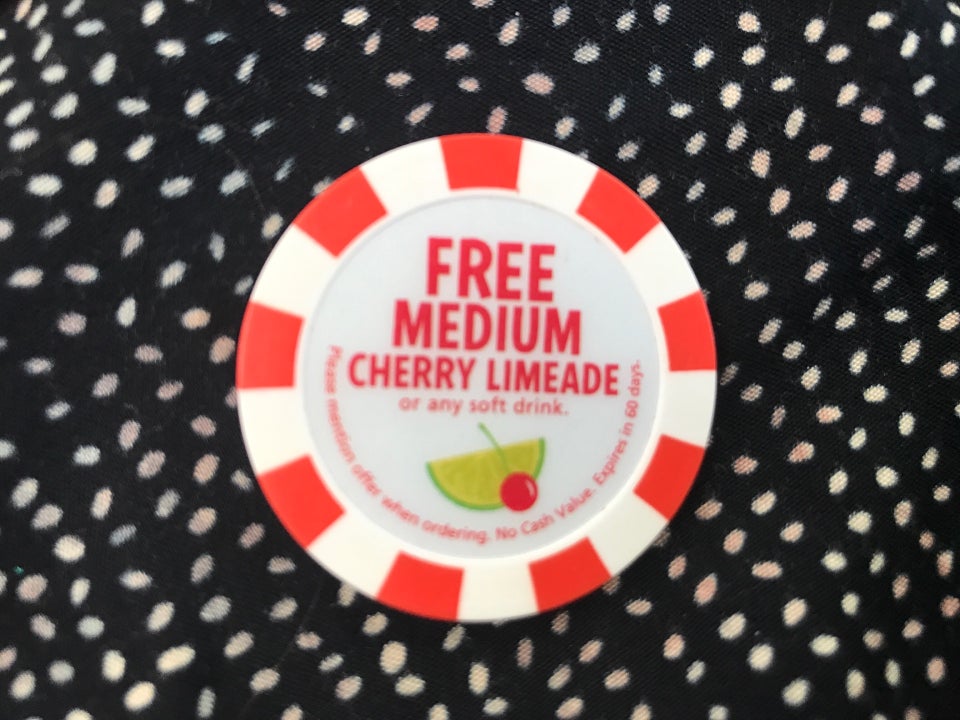 FREE
MEDIUM
CHERRY LIMEADE
or any soft drink.
Please mention offer when ordering. No Cash Value. Expires in 60 days.